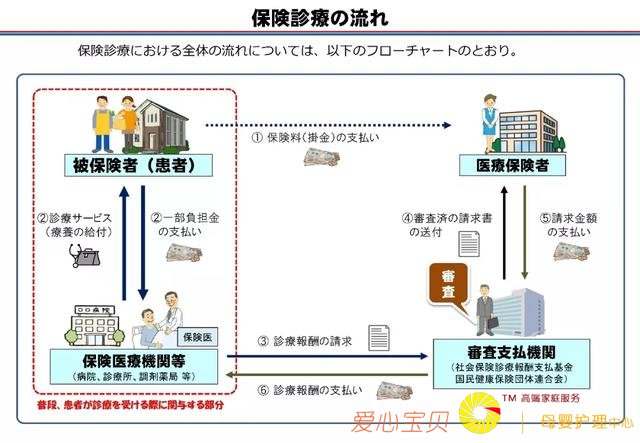 保険診療の流れ
保険診療における全体の流れについては、以下のフローチャートのとおり。
① 保険料(掛金)の支払い
被保険者(患者)
医療保険者
②診療サービス
(療養の給付)
②一部負担金
の支払い
④審査済の請求書
の送付
⑤請求金額
の支払い
審
査
○○病院
保険医
③ 診療報酬の請求
保険医療機関等
(病院、診療所、調剤薬局 等)
審査支払機関
(社会保険診療報酬支払基金
国民健康保険団体連合会)
⑥ 診療報酬の支払い
普段、患者が診療を受ける際に関与する部分
爱心宝贝
TM 高端家庭服务
母婴护理中心